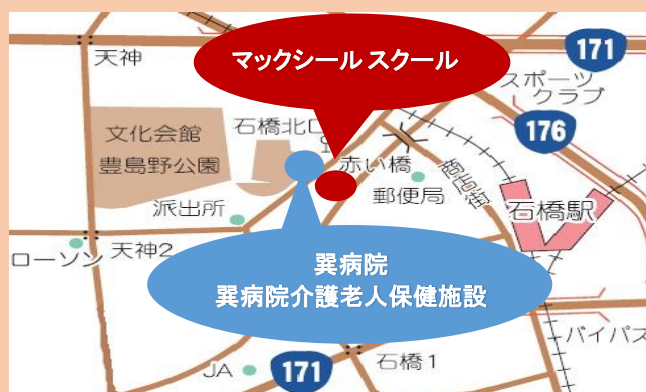 天神
マックシール スクール
171
スポーツ
クラブ
176
文化会館
豊島野公園
石橋北口
赤い橋
商店街
郵便局
石橋駅
派出所
ローソン
天神2
巽病院
巽病院介護老人保健施設
バイパス
JA
171
石橋1